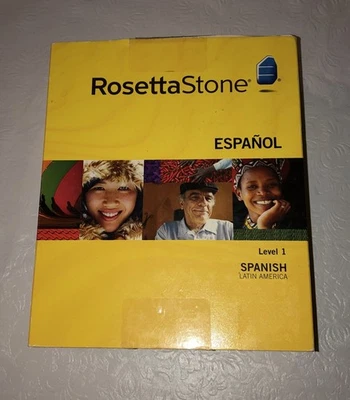 RosettaStone®
ESPAÑOL
Level 1
SPANISH
LATIN AMERICA